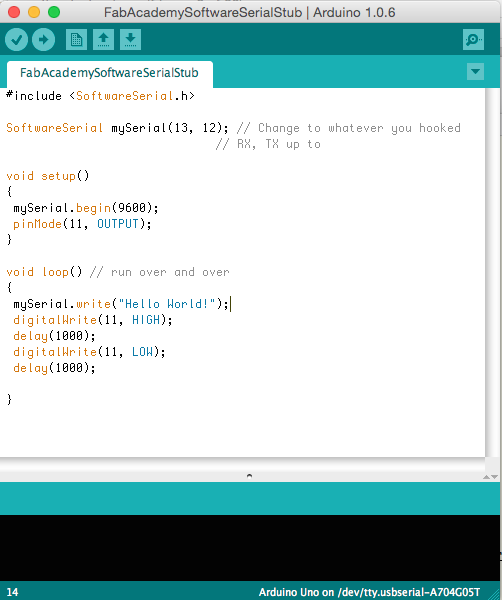 FabAcademySoftwareSerialStub | Arduino 1.0.6
FabAcademySoftwareSerialStub
#include <SoftwareSerial.h>
SoftwareSerial mySerial(13, 12); // Change to whatever you hooked
// RX, TX up to
void setup()
{
mySerial.begin(9600);
pinMode(11, OUTPUT);
}
void loop() // run over and over
{
mySerial.write("Hello World!");
digitalWrite(11, HIGH);
delay(1000);
digitalWrite(11, LOW);
delay(1000);
}
14
Arduino Uno on /dev/tty.usbserial-A704G05T